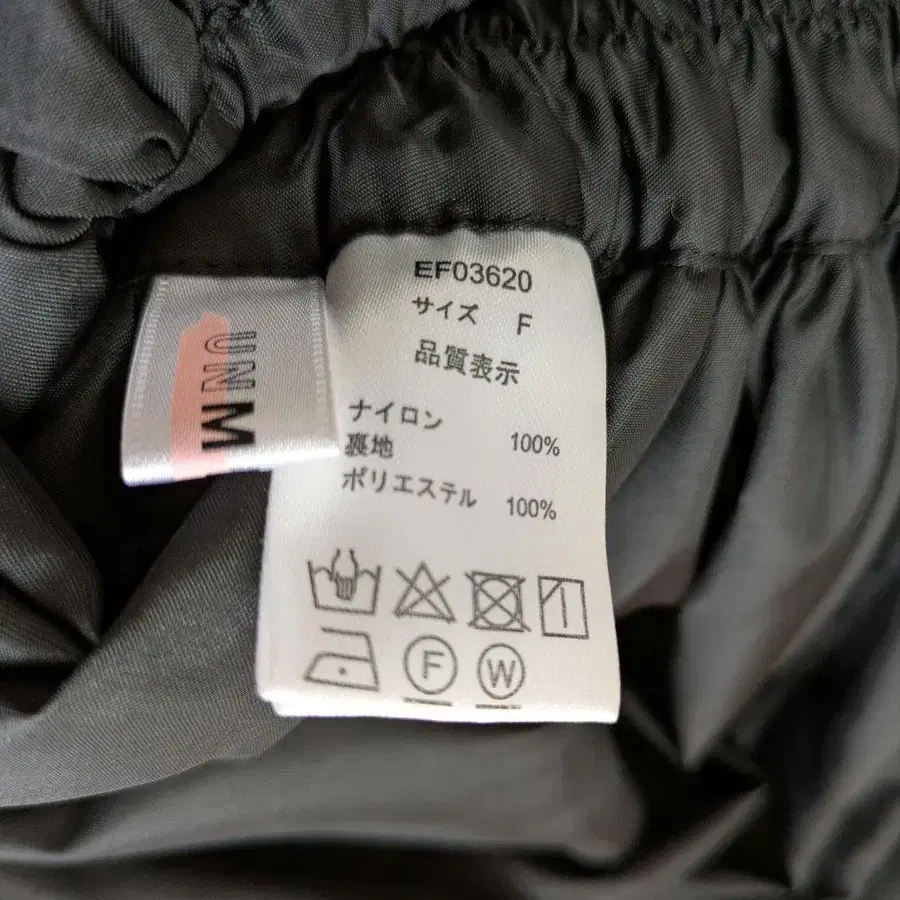 UNM
EF03620
サイズ F
品質表示
ナイロン 100%
裏地
ポリエステル 100%
F W